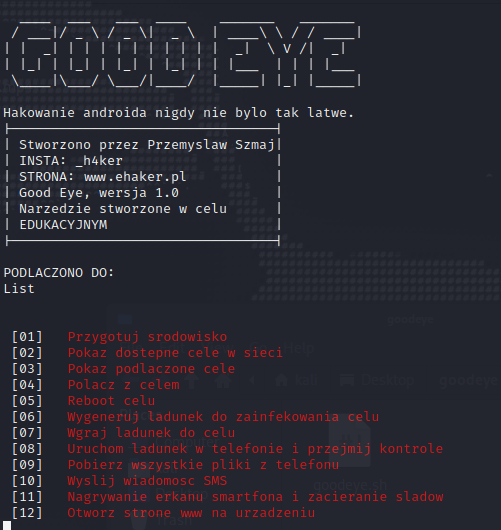 GOOD EYE
Hakowanie androida nigdy nie bylo tak latwe.
Stworzono przez Przemyslaw Szmaj
INSTA: _h4ker
STRONA: www.ehaker.pl
Good Eye, wersja 1.0
Narzedzie stworzone w celu
EDUKACYJNYM
PODLACZONO DO:
List
[01] Przygotuj srodowisko
[02] Pokaz dostepne cele w sieci
[03] Pokaz podlaczone cele
[04] Polacz z celem
[05] Reboot celu
[06] Wygeneruj ladunek do zainfekowania celu
[07] Wgraj ladunek do celu
[08] Uruchom ladunek w telefonie i przejmij kontrole
[09] Pobierz wszystkie pliki z telefonu
[10] Wyslij wiadomosc SMS
[11] Nagrywanie erkanu smartfona i zacieranie sladow
[12] Otworz strone www na urzadzeniu